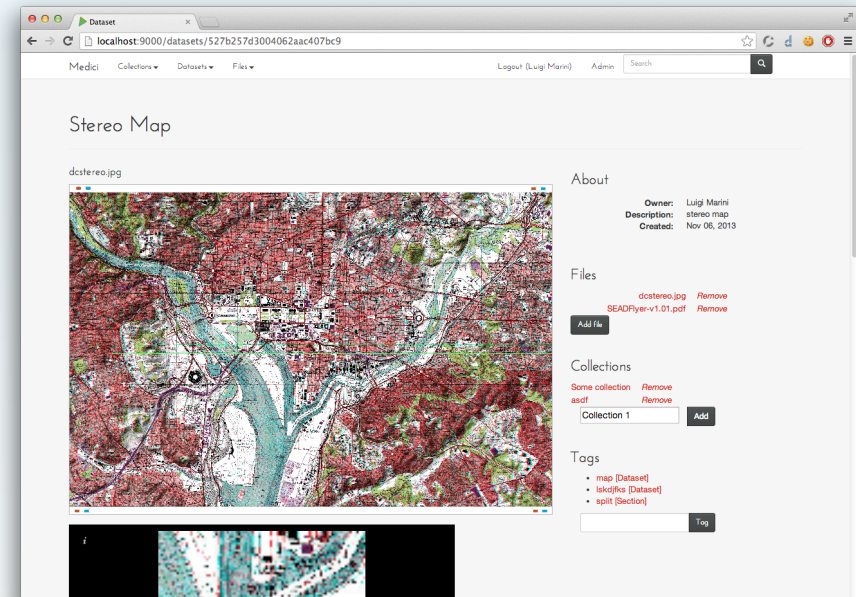 Dataset
localhost:9000/datasets/527b257d3004062aac407bc9
Medici Collections Datasets Files Logout (Luigi Marini) Admin Search
Stereo Map
dcstereo.jpg
About
Owner: Luigi Marini
Description: stereo map
Created: Nov 06, 2013
Files
dcstereo.jpg Remove
SEADFlyer-v1.01.pdf Remove
Add file
Collections
Some collection Remove
asdf Remove
Collection 1 Add
Tags
map [Dataset]
lskdjfks [Dataset]
split [Section]
Tag
i